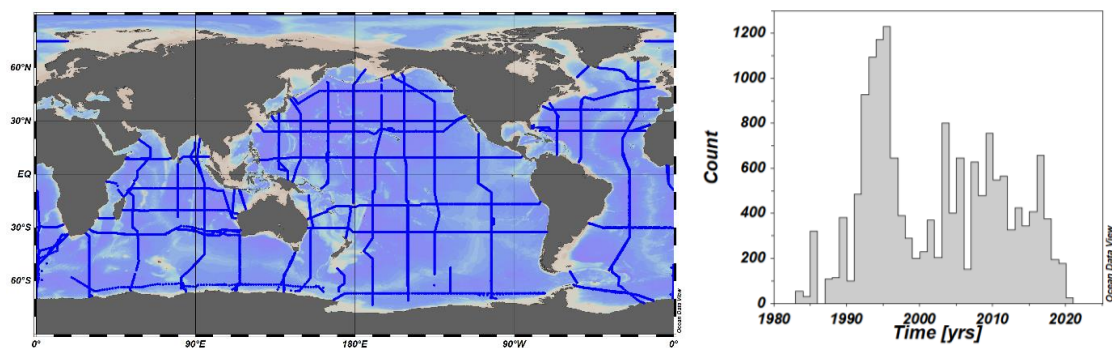 60°N
30°N
EQ
30°S
60°S
0°
90°E
180°E
90°W
0°
Ocean Data View
Count
1200
1000
800
600
400
200
0
1980
1990
2000
2010
2020
Time [yrs]
Ocean Data View